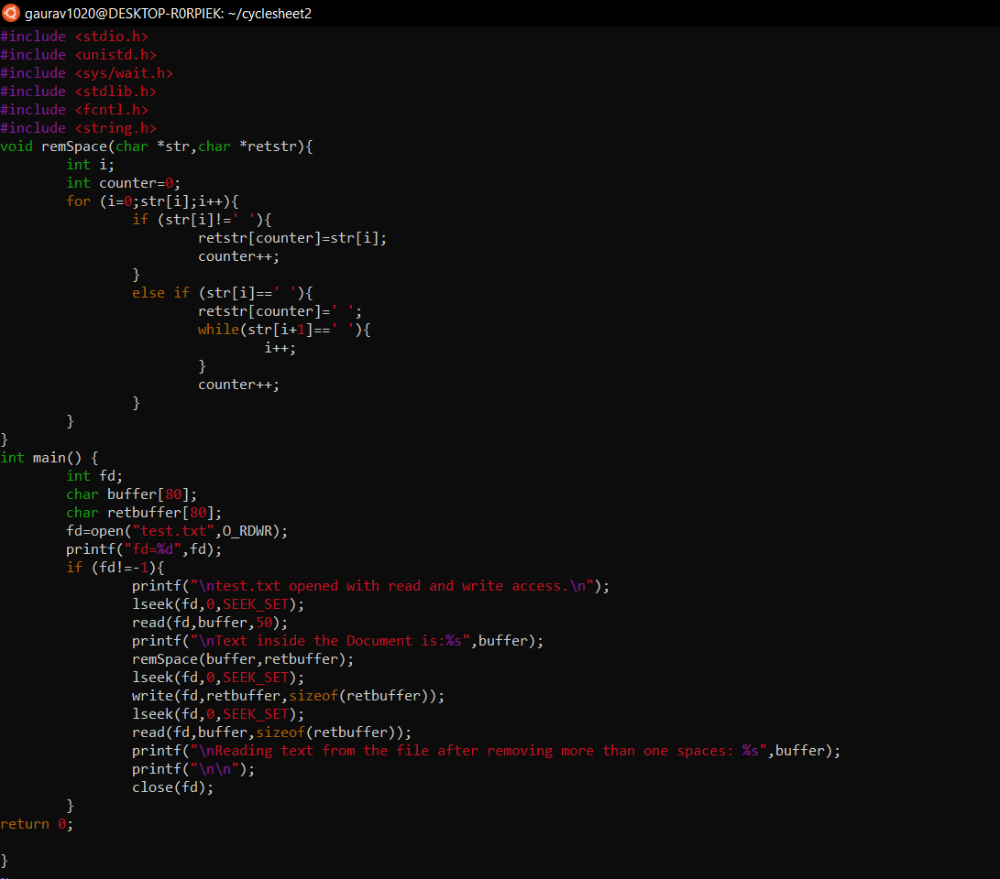 gaurav1020@DESKTOP-R0RPIEK: ~/cyclesheet2
#include <stdio.h>
#include <unistd.h>
#include <sys/wait.h>
#include <stdlib.h>
#include <fcntl.h>
#include <string.h>
void remSpace(char *str,char *retstr){
        int i;
        int counter=0;
        for (i=0;str[i];i++){
                if (str[i]!=' '){
                        retstr[counter]=str[i];
                        counter++;
                }
                else if (str[i]==' '){
                        retstr[counter]=' ';
                        while(str[i+1]==' '){
                                i++;
                        }
                        counter++;
                }
        }
}
int main() {
        int fd;
        char buffer[80];
        char retbuffer[80];
        fd=open("test.txt",O_RDWR);
        printf("fd=%d",fd);
        if (fd!=-1){
                printf("\ntest.txt opened with read and write access.\n");
                lseek(fd,0,SEEK_SET);
                read(fd,buffer,50);
                printf("\nText inside the Document is:%s",buffer);
                remSpace(buffer,retbuffer);
                lseek(fd,0,SEEK_SET);
                write(fd,retbuffer,sizeof(retbuffer));
                lseek(fd,0,SEEK_SET);
                read(fd,buffer,sizeof(retbuffer));
                printf("\nReading text from the file after removing more than one spaces: %s",buffer);
                printf("\n\n");
                close(fd);
        }
return 0;

}